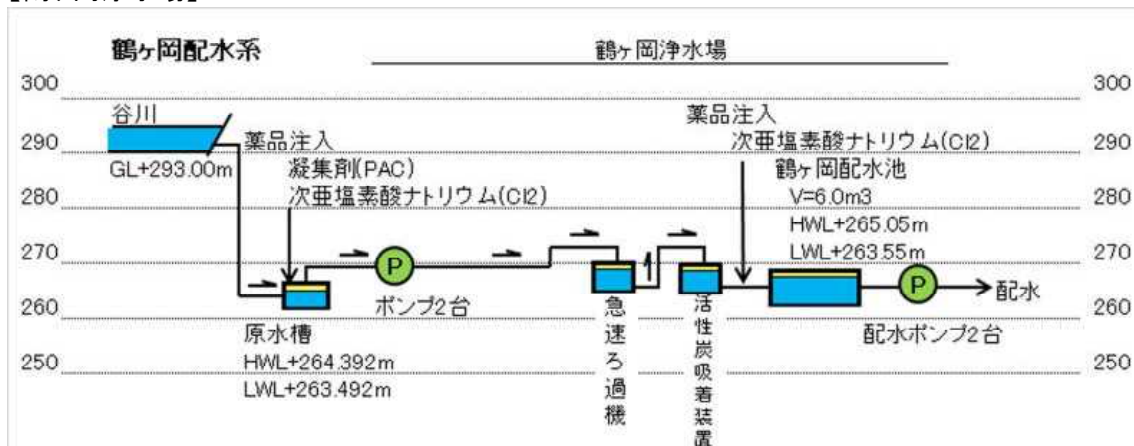 鶴ヶ岡配水系
鶴ヶ岡浄水場
300
300
谷川
薬品注入
290
薬品注入
次亜塩素酸ナトリウム(Cl2)
290
GL+293.00m
凝集剤(PAC)
鶴ヶ岡配水池
280
次亜塩素酸ナトリウム(Cl2)
V=6.0m3
280
HWL+265.05m
270
LWL+263.55m
270
P
P
配水
260
ポンプ2台
260
原水槽
急速ろ過機
活性炭吸着装置
配水ポンプ2台
HWL+264.392m
250
250
LWL+263.492m